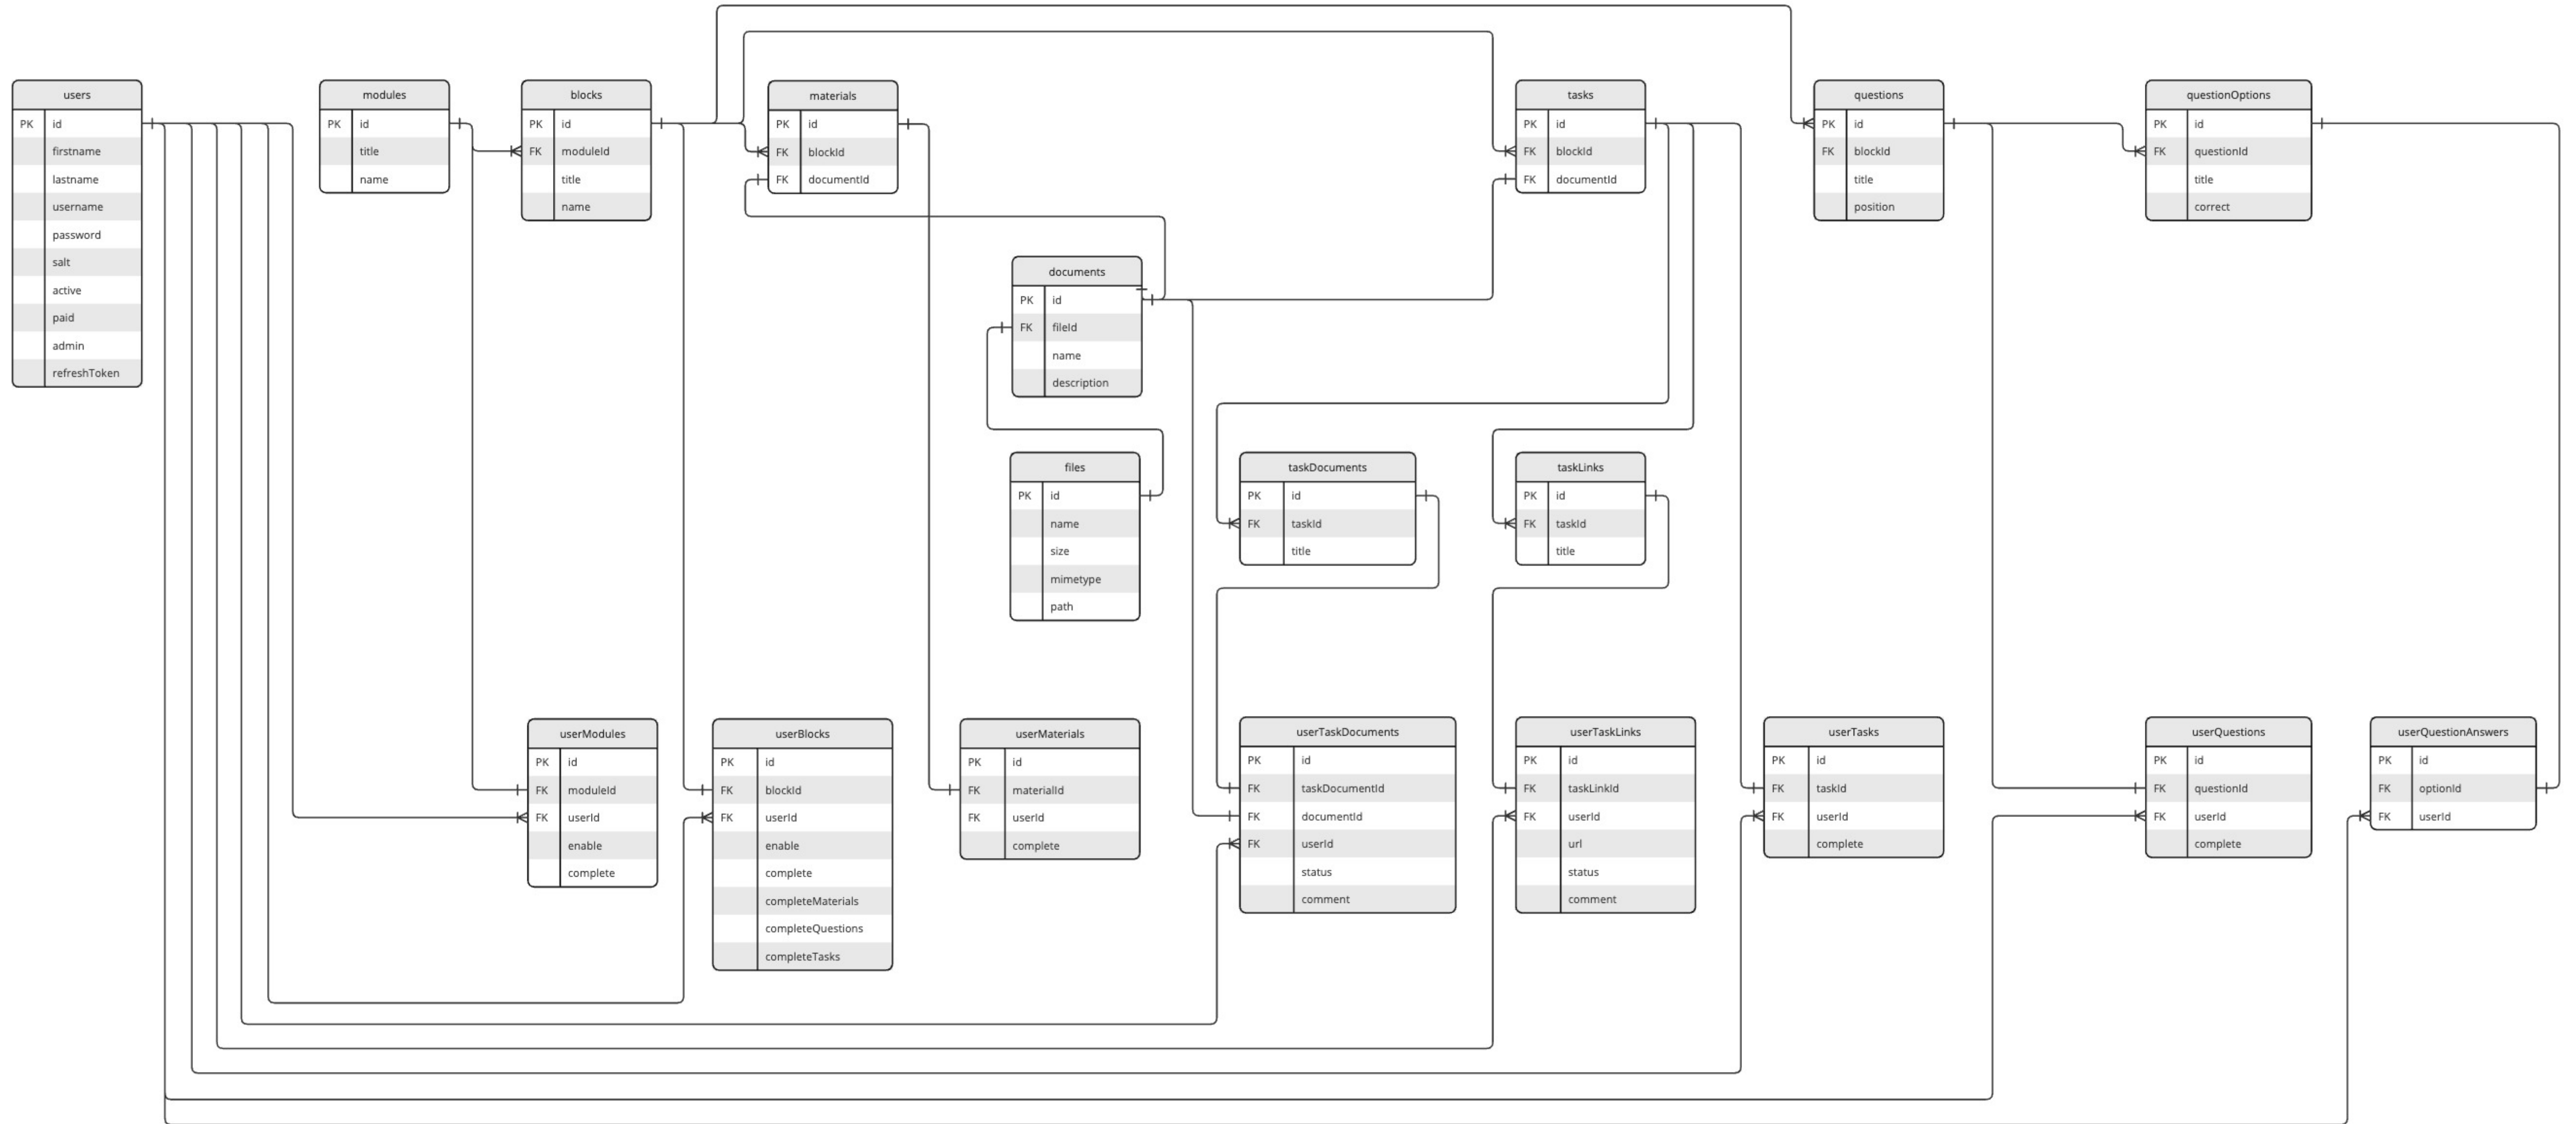 users
PK id
firstname
lastname
username
password
salt
active
paid
admin
refreshToken
modules
PK id
title
name
blocks
PK id
FK moduleId
title
name
materials
PK id
FK blockId
FK documentId
tasks
PK id
FK blockId
FK documentId
questions
PK id
FK blockId
title
position
questionOptions
PK id
FK questionId
title
correct
documents
PK id
FK fileId
name
description
files
PK id
name
size
mimetype
path
taskDocuments
PK id
FK taskId
title
taskLinks
PK id
FK taskId
title
userModules
PK id
FK moduleId
FK userId
enable
complete
userBlocks
PK id
FK blockId
FK userId
enable
complete
completeMaterials
completeQuestions
completeTasks
userMaterials
PK id
FK materialId
FK userId
complete
userTaskDocuments
PK id
FK taskDocumentId
FK documentId
FK userId
status
comment
userTaskLinks
PK id
FK taskLinkId
FK userId
url
status
comment
userTasks
PK id
FK taskId
FK userId
complete
userQuestions
PK id
FK questionId
FK userId
complete
userQuestionAnswers
PK id
FK optionId
FK userId